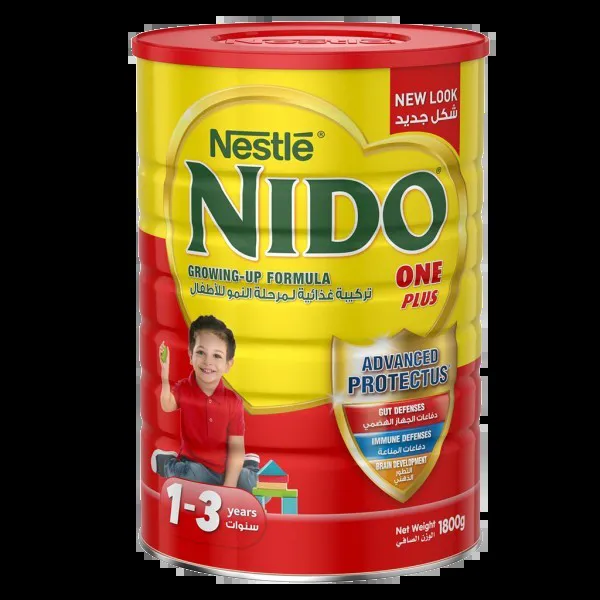 NEW LOOK
شكل جديد
Nestlé®
NIDO®
GROWING-UP FORMULA
تركيبة غذائية لمرحلة النمو للأطفال
ONE
PLUS
ADVANCED
PROTECTUS
GUT DEFENSES
دفاعات الجهاز الهضمي
IMMUNE DEFENSES
دفاعات المناعة
BRAIN DEVELOPMENT
التطور
الذهني
1-3 years
سنوات
Net Weight 1800g
الوزن الصافي